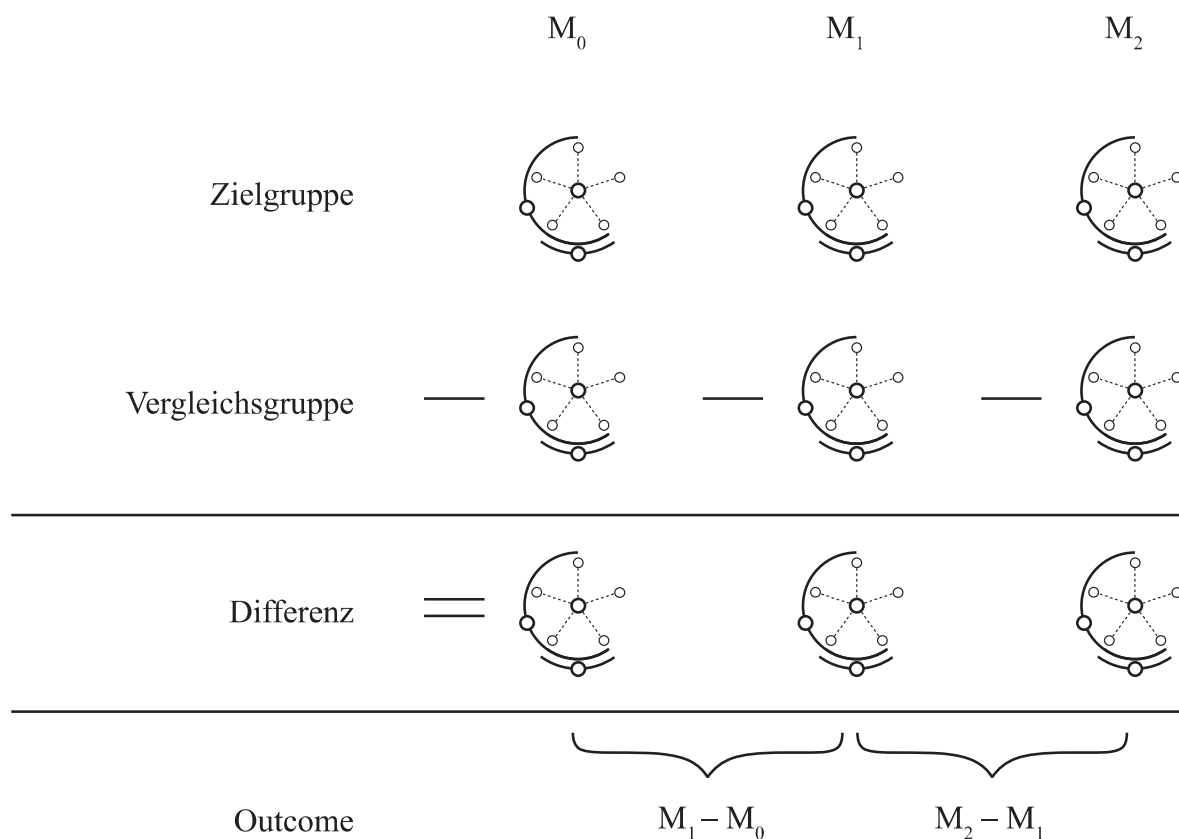 M₀ M₁ M₂
Zielgruppe
Vergleichsgruppe
Differenz
Outcome M₁ – M₀ M₂ – M₁